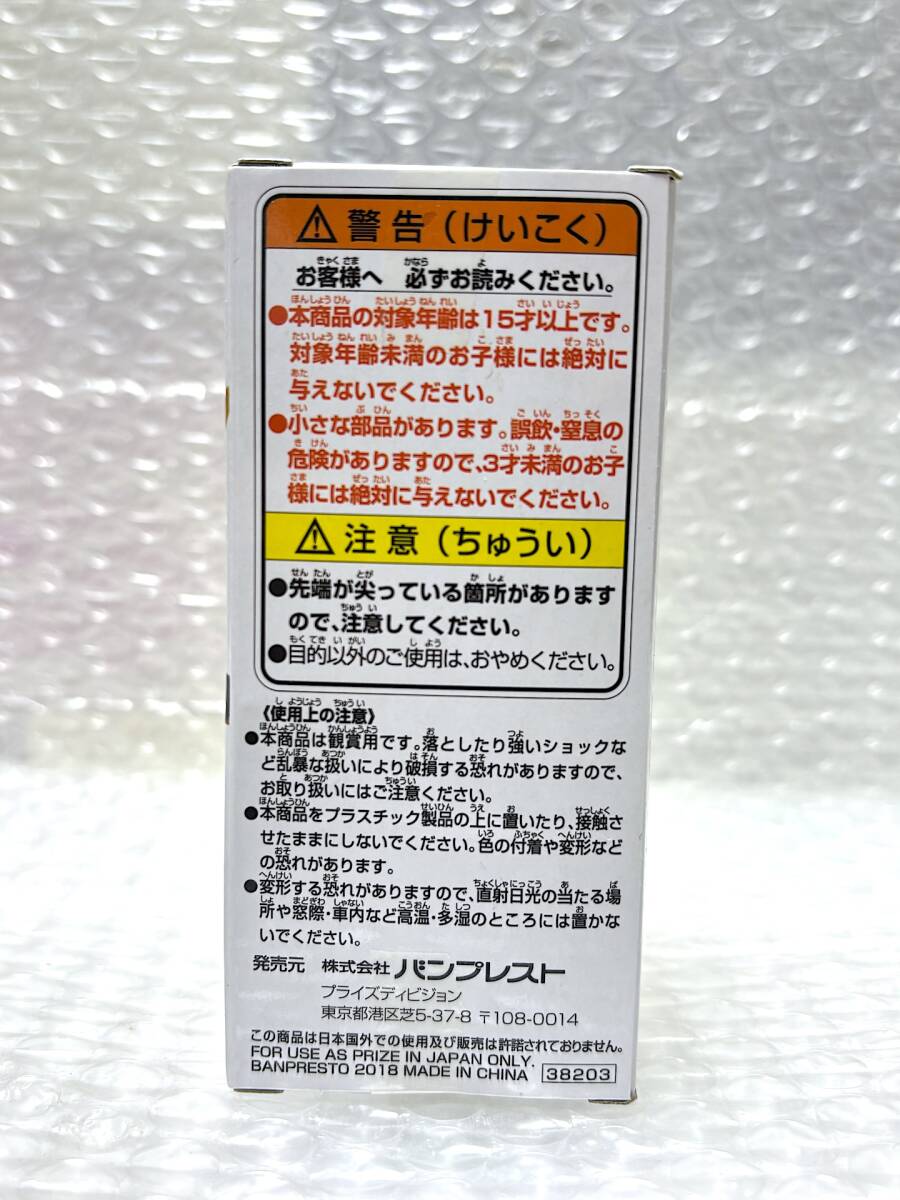 ⚠警告（けいこく）
お客様へ 必ずお読みください。
●本商品の対象年齢は15才以上です。
対象年齢未満のお子様には絶対に
与えないでください。
●小さな部品があります。誤飲・窒息の
危険がありますので、3才未満のお子
様には絶対に与えないでください。
⚠注意（ちゅうい）
●先端が尖っている箇所があります
ので、注意してください。
●目的以外のご使用は、おやめください。
《使用上の注意》
●本商品は観賞用です。落としたり強いショックな
ど乱暴な扱いにより破損する恐れがありますので、
お取り扱いにはご注意ください。
●本商品をプラスチック製品の上に置いたり、接触さ
せたままにしないでください。色の付着や変形など
の恐れがあります。
●変形する恐れがありますので、直射日光の当たる場
所や窓際・車内など高温・多湿のところには置かな
いでください。
発売元 株式会社 バンプレスト
プライズディビジョン
東京都港区芝5-37-8 〒108-0014
この商品は日本国外での使用及び販売は許諾されておりません。
FOR USE AS PRIZE IN JAPAN ONLY.
BANPRESTO 2018 MADE IN CHINA 38203